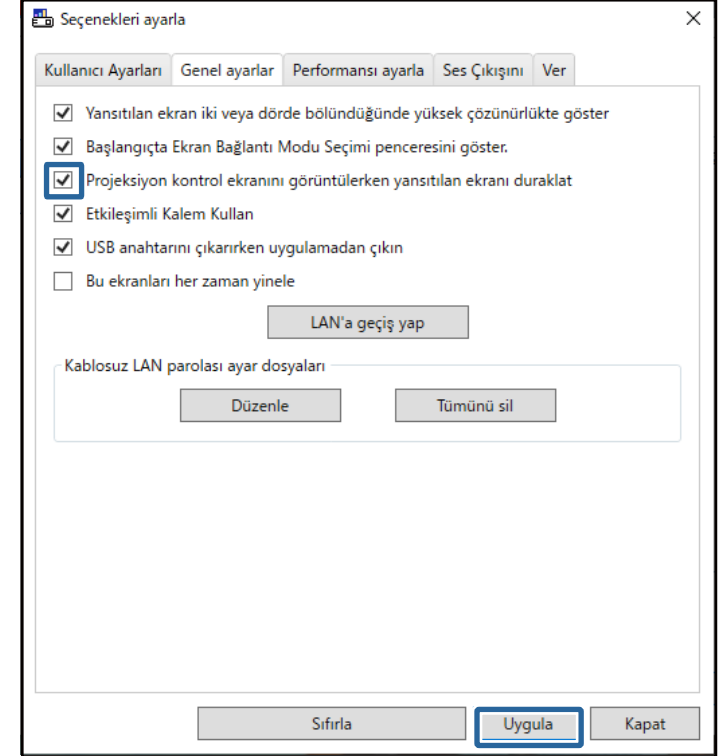 Seçenekleri ayarla
Kullanıcı Ayarları Genel ayarlar Performansı ayarla Ses Çıkışını Ver
Yansıtılan ekran iki veya dörde bölündüğünde yüksek çözünürlükte göster
Başlangıçta Ekran Bağlantı Modu Seçimi penceresini göster.
Projeksiyon kontrol ekranını görüntülerken yansıtılan ekranı duraklat
Etkileşimli Kalem Kullan
USB anahtarını çıkarırken uygulamadan çıkın
Bu ekranları her zaman yinele
LAN'a geçiş yap
Kablosuz LAN parolası ayar dosyaları
Düzenle Tümünü sil
Sıfırla Uygula Kapat